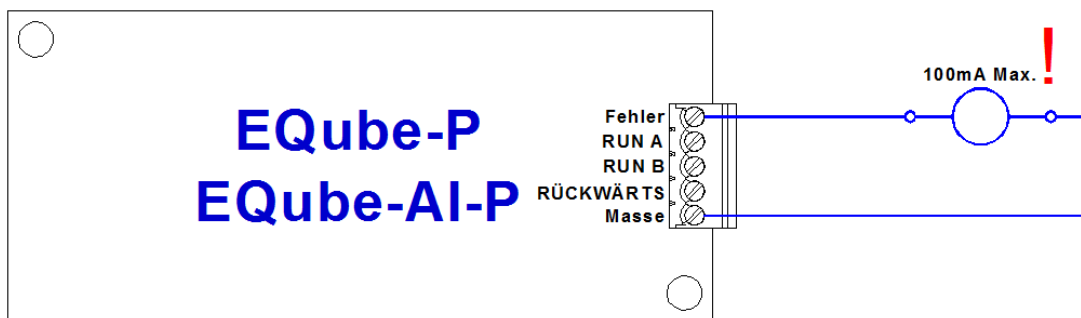 100mA Max. !
EQube-P
EQube-AI-P
Fehler
RUN A
RUN B
RÜCKWÄRTS
Masse